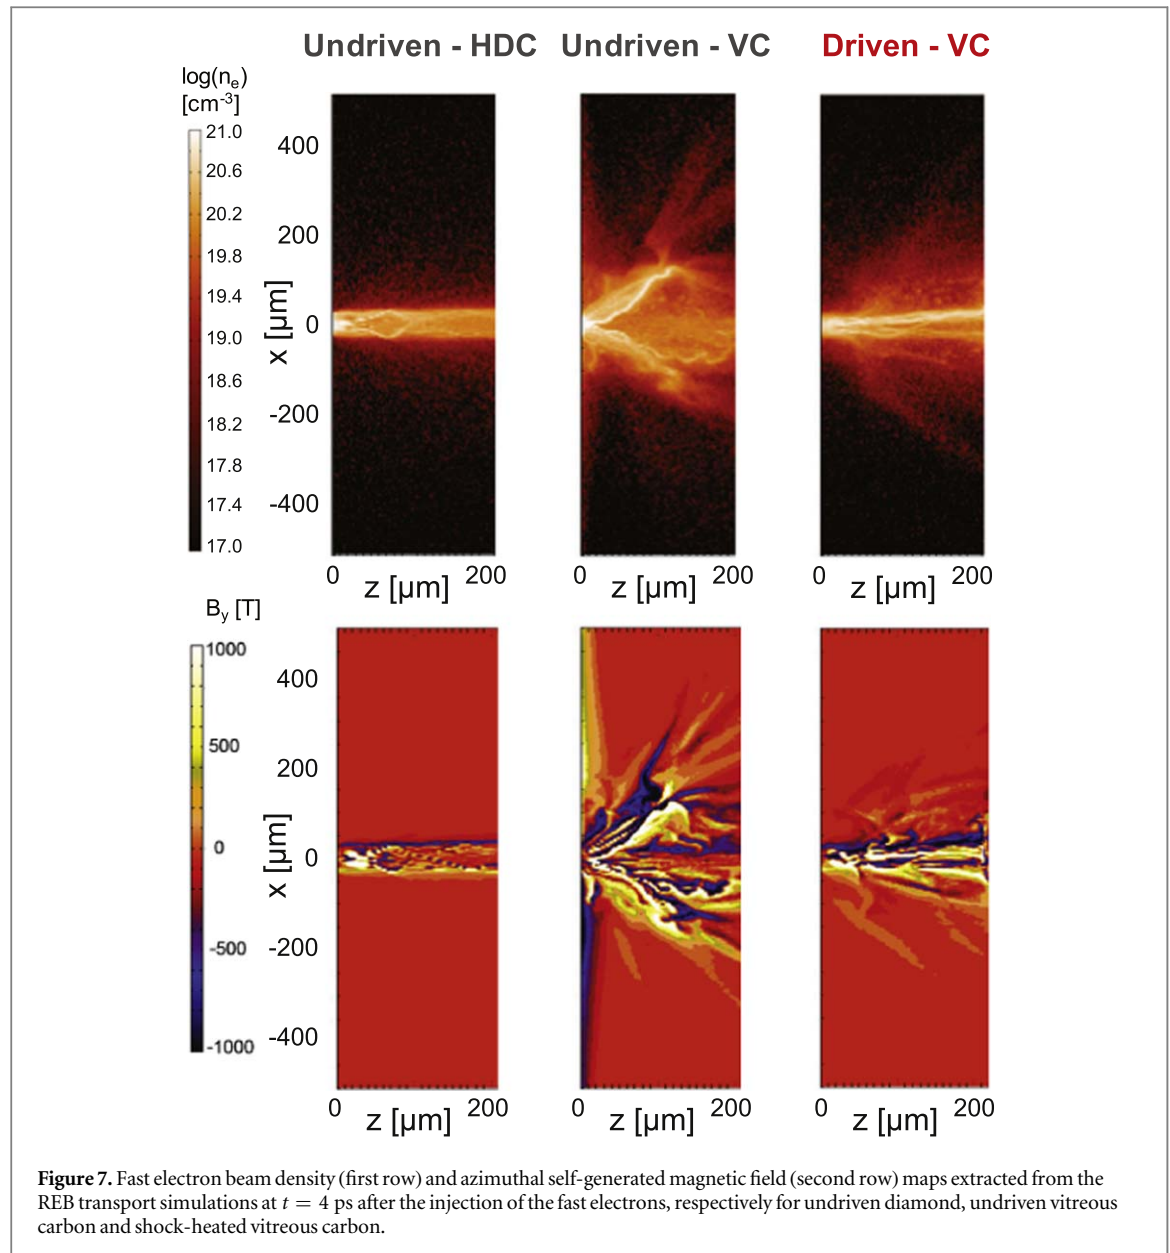 Undriven - HDC Undriven - VC Driven - VC
log(nₑ)
[cm⁻³]
21.0
20.6
20.2
19.8
19.4
19.0
18.6
18.2
17.8
17.4
17.0
400
200
0
-200
-400
x [µm]
0 200 0 200 0 200
z [µm] z [µm] z [µm]
Bᵧ [T]
1000
500
0
-500
-1000
400
200
0
-200
-400
x [µm]
0 200 0 200 0 200
z [µm] z [µm] z [µm]
Figure 7. Fast electron beam density (first row) and azimuthal self-generated magnetic field (second row) maps extracted from the
REB transport simulations at t = 4 ps after the injection of the fast electrons, respectively for undriven diamond, undriven vitreous
carbon and shock-heated vitreous carbon.